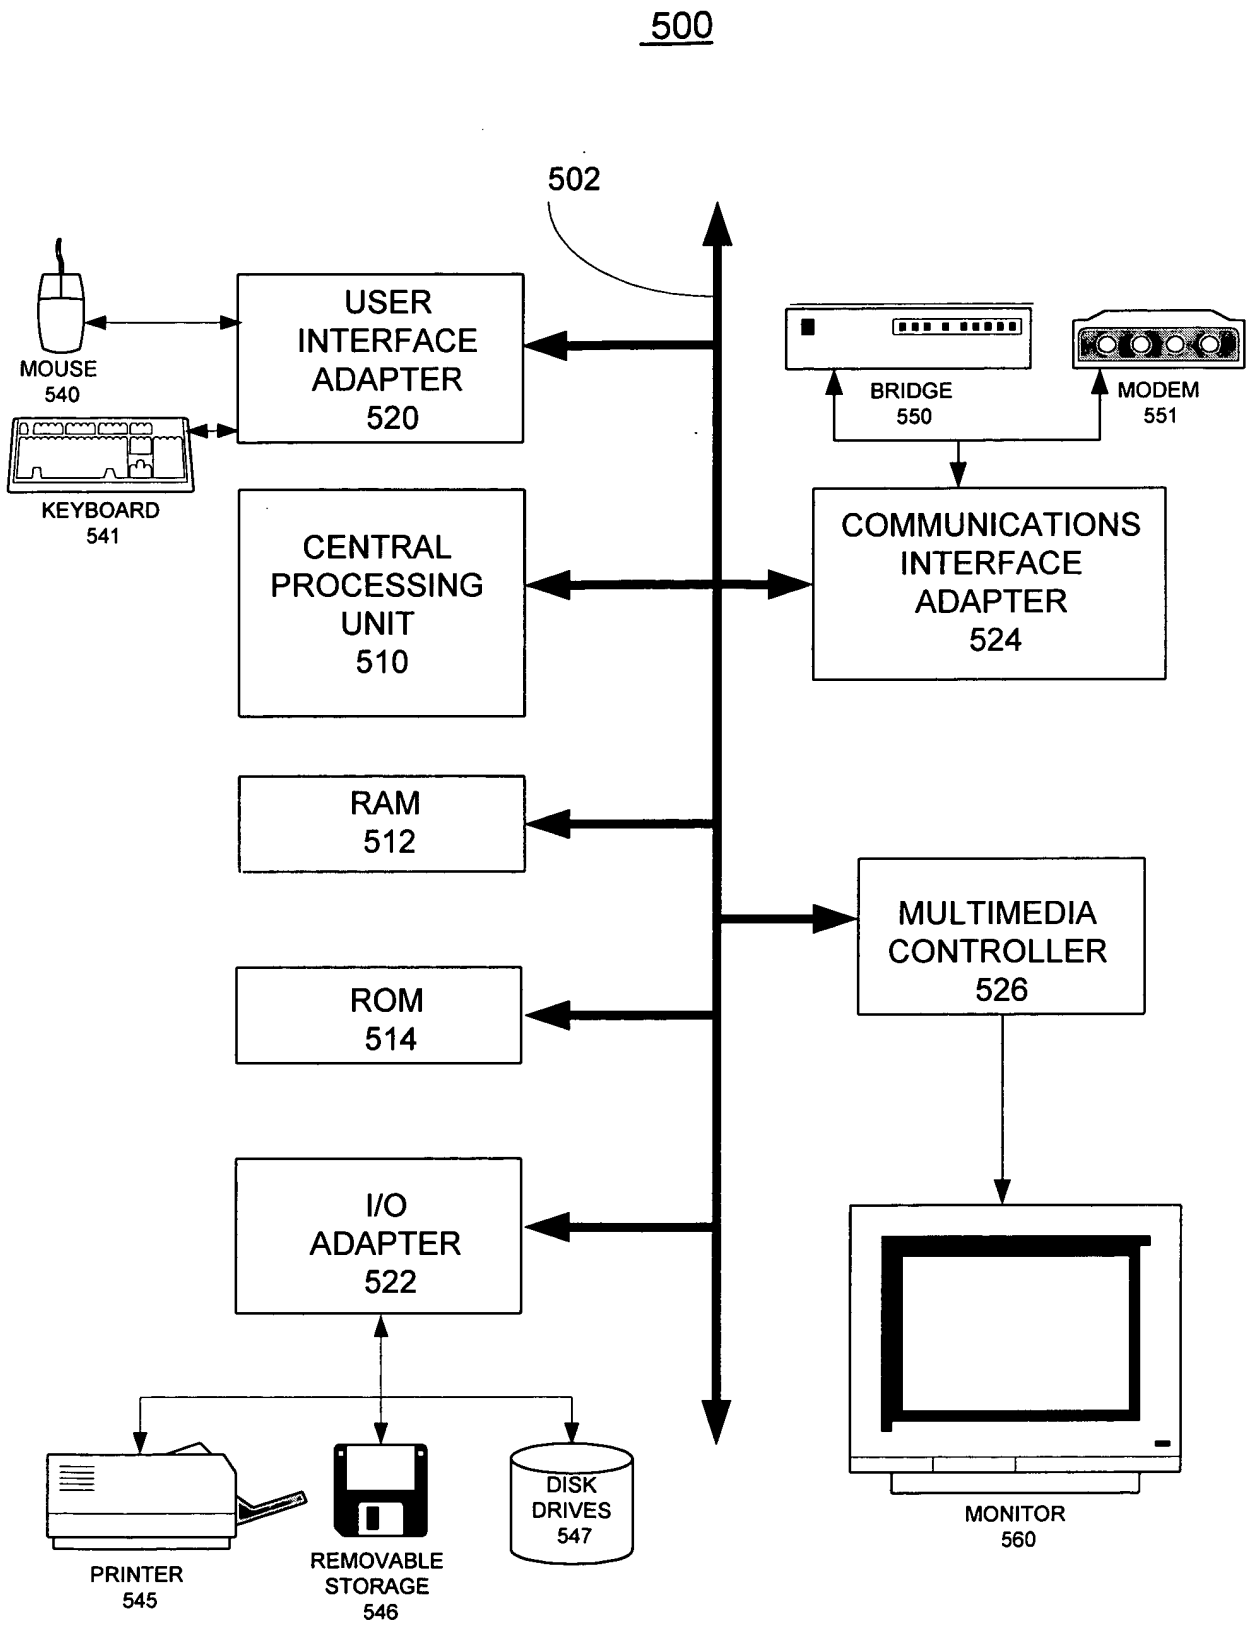 500
502
USER
INTERFACE
ADAPTER
520
MOUSE
540
KEYBOARD
541
BRIDGE
550
MODEM
551
CENTRAL
PROCESSING
UNIT
510
COMMUNICATIONS
INTERFACE
ADAPTER
524
RAM
512
MULTIMEDIA
CONTROLLER
526
ROM
514
I/O
ADAPTER
522
PRINTER
545
REMOVABLE
STORAGE
546
DISK
DRIVES
547
MONITOR
560